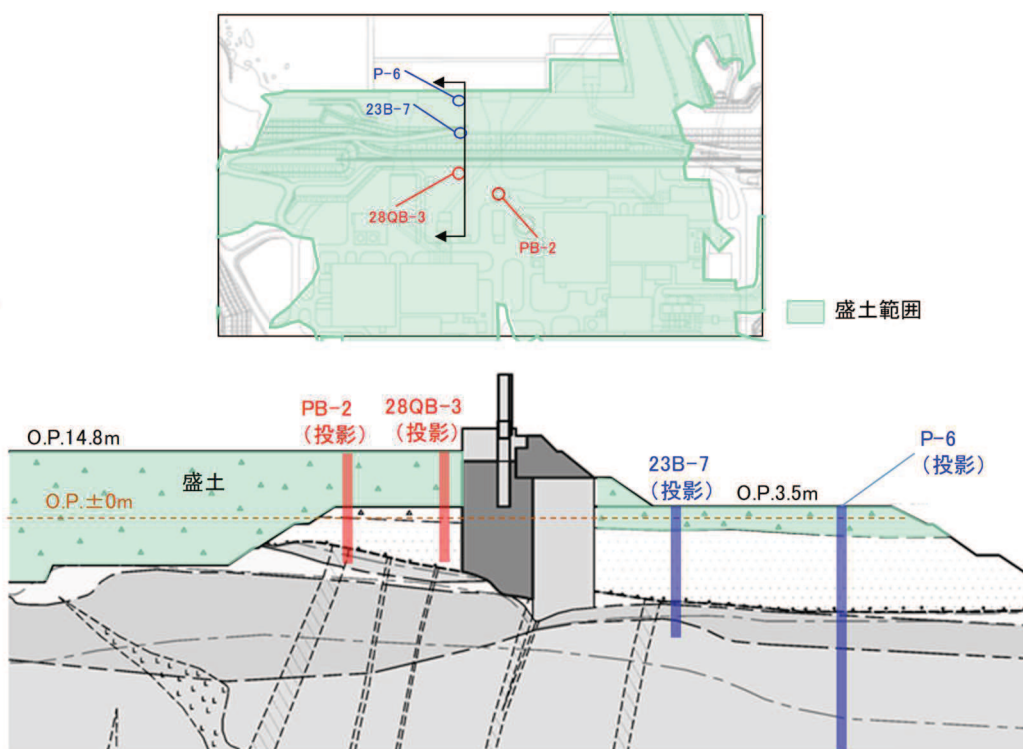 P-6
23B-7
28QB-3
PB-2
盛土範囲
PB-2
(投影)
28QB-3
(投影)
O.P.14.8m
盛土
O.P.±0m
23B-7
(投影)
O.P.3.5m
P-6
(投影)